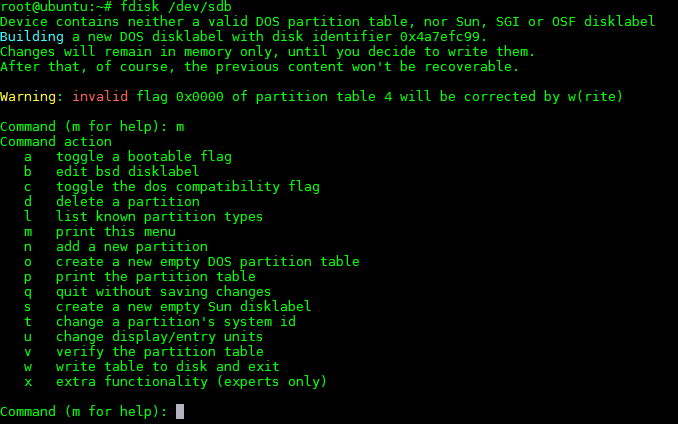 root@ubuntu:~# fdisk /dev/sdb
Device contains neither a valid DOS partition table, nor Sun, SGI or OSF disklabel
Building a new DOS disklabel with disk identifier 0x4a7efc99.
Changes will remain in memory only, until you decide to write them.
After that, of course, the previous content won't be recoverable.

Warning: invalid flag 0x0000 of partition table 4 will be corrected by w(rite)

Command (m for help): m
Command action
   a   toggle a bootable flag
   b   edit bsd disklabel
   c   toggle the dos compatibility flag
   d   delete a partition
   l   list known partition types
   m   print this menu
   n   add a new partition
   o   create a new empty DOS partition table
   p   print the partition table
   q   quit without saving changes
   s   create a new empty Sun disklabel
   t   change a partition's system id
   u   change display/entry units
   v   verify the partition table
   w   write table to disk and exit
   x   extra functionality (experts only)

Command (m for help):